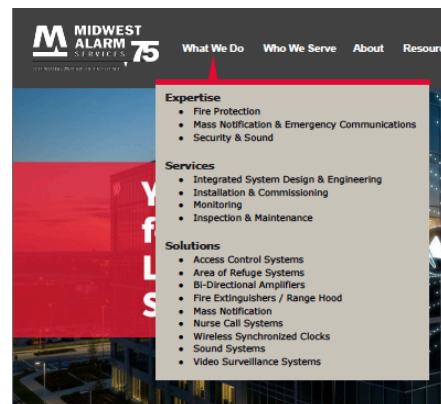 MIDWEST
ALARM
SERVICES
75
What We Do Who We Serve About Resour
Expertise
Fire Protection
Mass Notification & Emergency Communications
Security & Sound
Services
Integrated System Design & Engineering
Installation & Commissioning
Monitoring
Inspection & Maintenance
Solutions
Access Control Systems
Area of Refuge Systems
Bi-Directional Amplifiers
Fire Extinguishers / Range Hood
Mass Notification
Nurse Call Systems
Wireless Synchronized Clocks
Sound Systems
Video Surveillance Systems